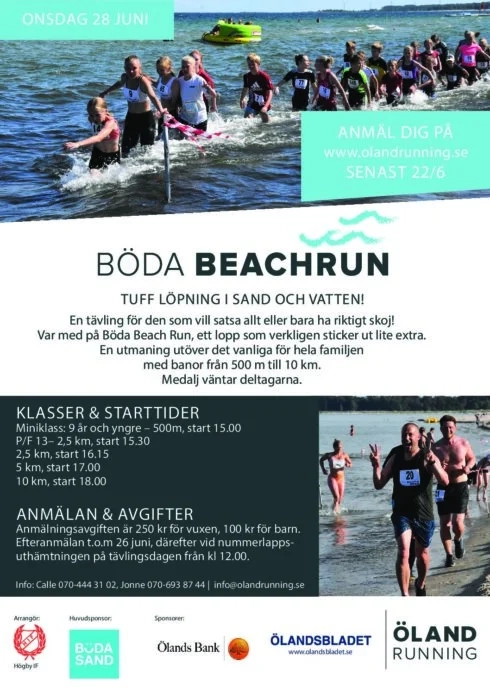 ONSDAG 28 JUNI
ANMÄL DIG PÅ
www.olandrunning.se
SENAST 22/6
BÖDA BEACHRUN
TUFF LÖPNING I SAND OCH VATTEN!
En tävling för den som vill satsa allt eller bara ha riktigt skoj!
Var med på Böda Beach Run, ett lopp som verkligen sticker ut lite extra.
En utmaning utöver det vanliga för hela familjen
med banor från 500 m till 10 km.
Medalj väntar deltagarna.
KLASSER & STARTTIDER
Miniklass: 9 år och yngre – 500m, start 15.00
P/F 13– 2,5 km, start 15.30
2,5 km, start 16.15
5 km, start 17.00
10 km, start 18.00
ANMÄLAN & AVGIFTER
Anmälningsavgiften är 250 kr för vuxen, 100 kr för barn.
Efteranmälan t.o.m 26 juni, därefter vid nummerlapps-
uthämtningen på tävlingsdagen från kl 12.00.
Info: Calle 070-444 31 02, Jonne 070-693 87 44 | info@olandrunning.se
20
Arrangör:
Högby IF
Huvudsponsor:
BÖDA
SAND
Sponsorer:
Ölands Bank
ÖLANDSBLADET
www.olandsbladet.se
ÖLAND
RUNNING